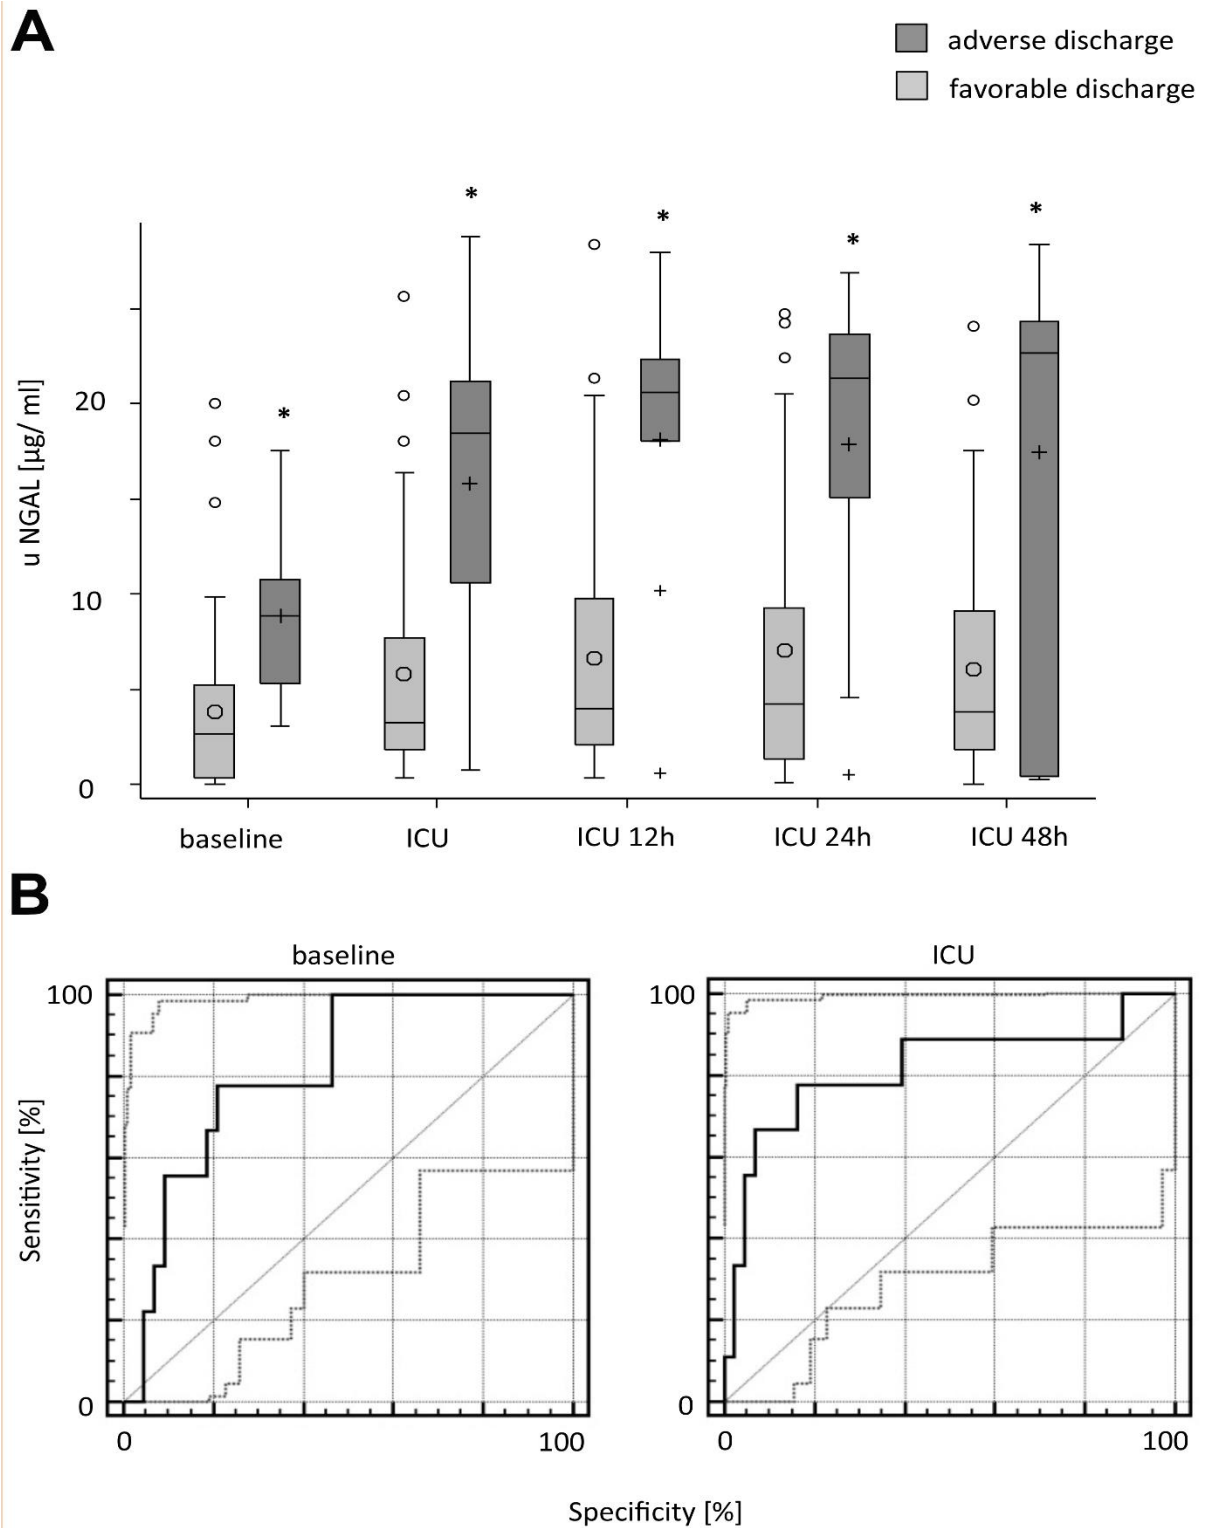 A
adverse discharge
favorable discharge
* * * * *
u NGAL [µg/ ml]
20
10
0
baseline ICU ICU 12h ICU 24h ICU 48h
B
baseline ICU
Sensitivity [%]
100 100
0 0
0 100 0 100
Specificity [%]